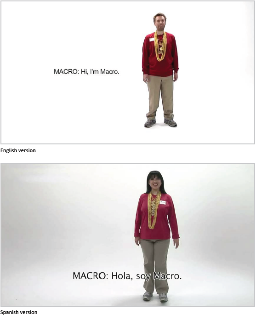 MACRO: Hi, I'm Macro.
English version
MACRO: Hola, soy Macro.
Spanish version